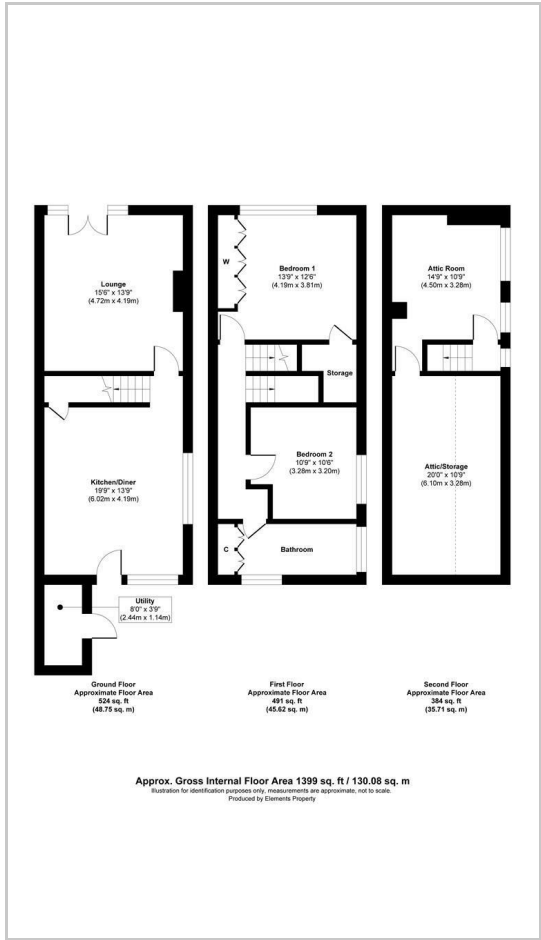 Lounge
15'6" x 13'9"
(4.72m x 4.19m)
Kitchen/Diner
19'9" x 13'9"
(6.02m x 4.19m)
Utility
8'0" x 3'9"
(2.44m x 1.14m)
Ground Floor
Approximate Floor Area
524 sq. ft
(48.75 sq. m)
W
Bedroom 1
13'9" x 12'6"
(4.19m x 3.81m)
Storage
Bedroom 2
10'9" x 10'6"
(3.28m x 3.20m)
C
Bathroom
First Floor
Approximate Floor Area
491 sq. ft
(45.62 sq. m)
Attic Room
14'9" x 10'9"
(4.50m x 3.28m)
Attic/Storage
20'0" x 10'9"
(6.10m x 3.28m)
Second Floor
Approximate Floor Area
384 sq. ft
(35.71 sq. m)
Approx. Gross Internal Floor Area 1399 sq. ft / 130.08 sq. m
Illustration for identification purposes only, measurements are approximate, not to scale.
Produced by Elements Property